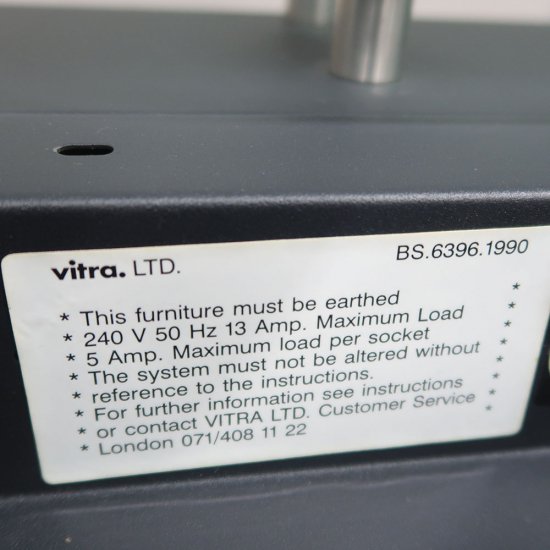 vitra. LTD.
BS.6396.1990
* This furniture must be earthed *
* 240 V 50 Hz 13 Amp. Maximum Load *
* 5 Amp. Maximum load per socket *
* The system must not be altered without *
* reference to the instructions. *
* For further information see instructions *
* or contact VITRA LTD. Customer Service *
* London 071/408 11 22 *